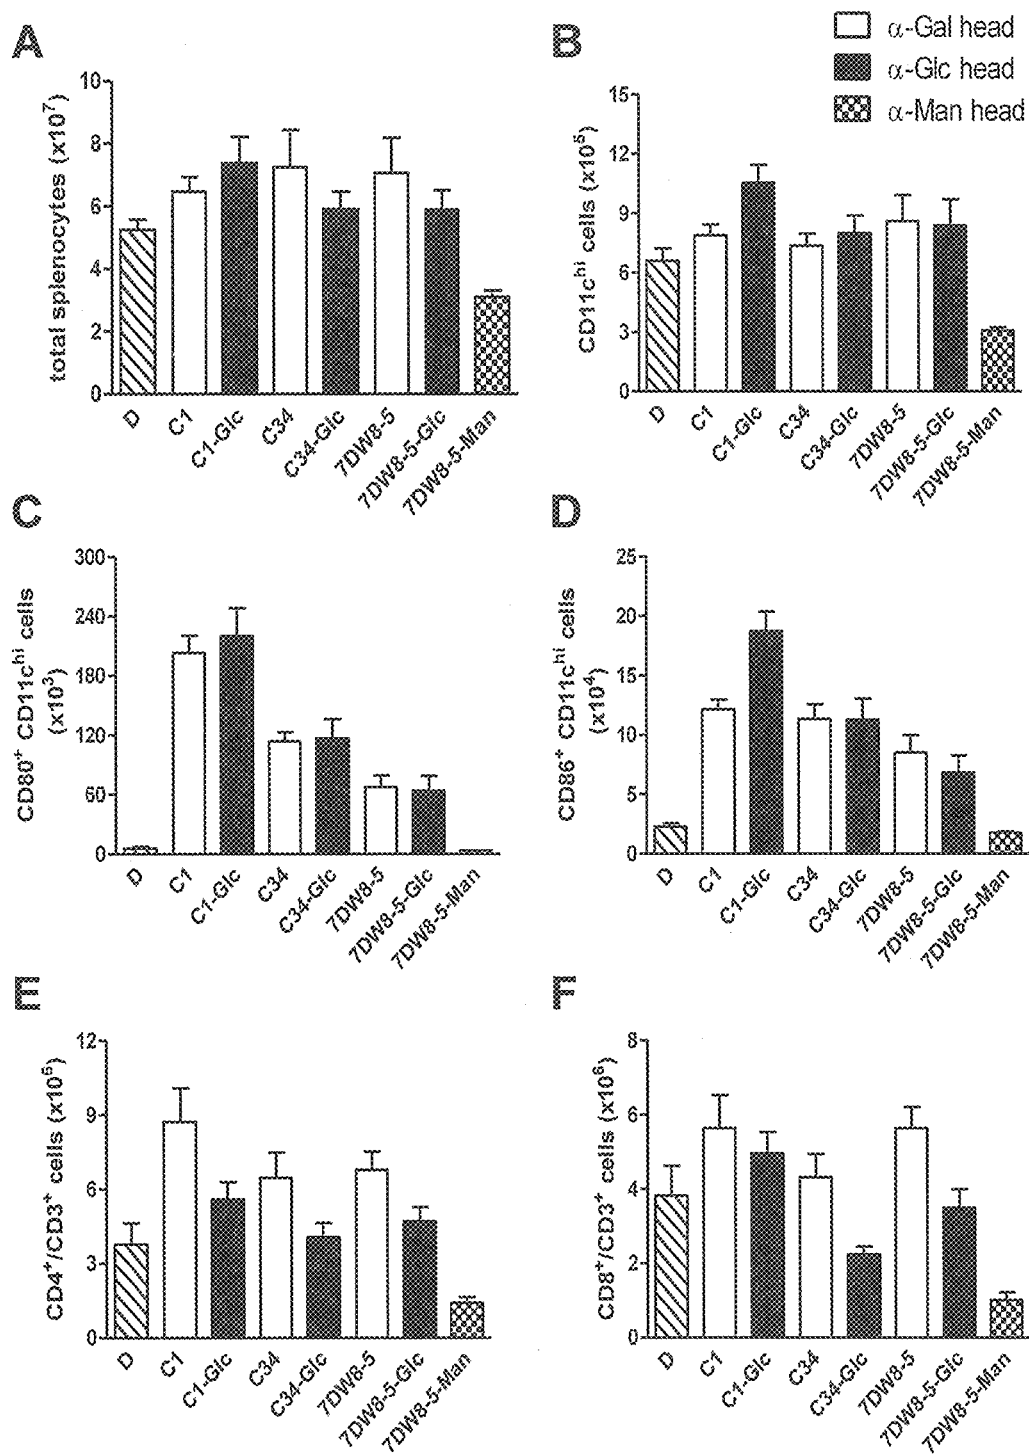 A
B
α-Gal head
α-Glc head
α-Man head
total splenocytes (x10⁷)
10
8
6
4
2
0
D
C1
C1-Glc
C34
C34-Glc
7DW8-5
7DW8-5-Glc
7DW8-5-Man
CD11cʰⁱ cells (x10⁵)
15
12
9
6
3
0
D
C1
C1-Glc
C34
C34-Glc
7DW8-5
7DW8-5-Glc
7DW8-5-Man
C
D
CD80⁺ CD11cʰⁱ cells
(x10³)
300
240
180
120
60
0
D
C1
C1-Glc
C34
C34-Glc
7DW8-5
7DW8-5-Glc
7DW8-5-Man
CD86⁺ CD11cʰⁱ cells
(x10⁴)
25
20
15
10
5
0
D
C1
C1-Glc
C34
C34-Glc
7DW8-5
7DW8-5-Glc
7DW8-5-Man
E
F
CD4⁺/CD3⁺ cells (x10⁶)
12
9
6
3
0
D
C1
C1-Glc
C34
C34-Glc
7DW8-5
7DW8-5-Glc
7DW8-5-Man
CD8⁺/CD3⁺ cells (x10⁶)
8
6
4
2
0
D
C1
C1-Glc
C34
C34-Glc
7DW8-5
7DW8-5-Glc
7DW8-5-Man